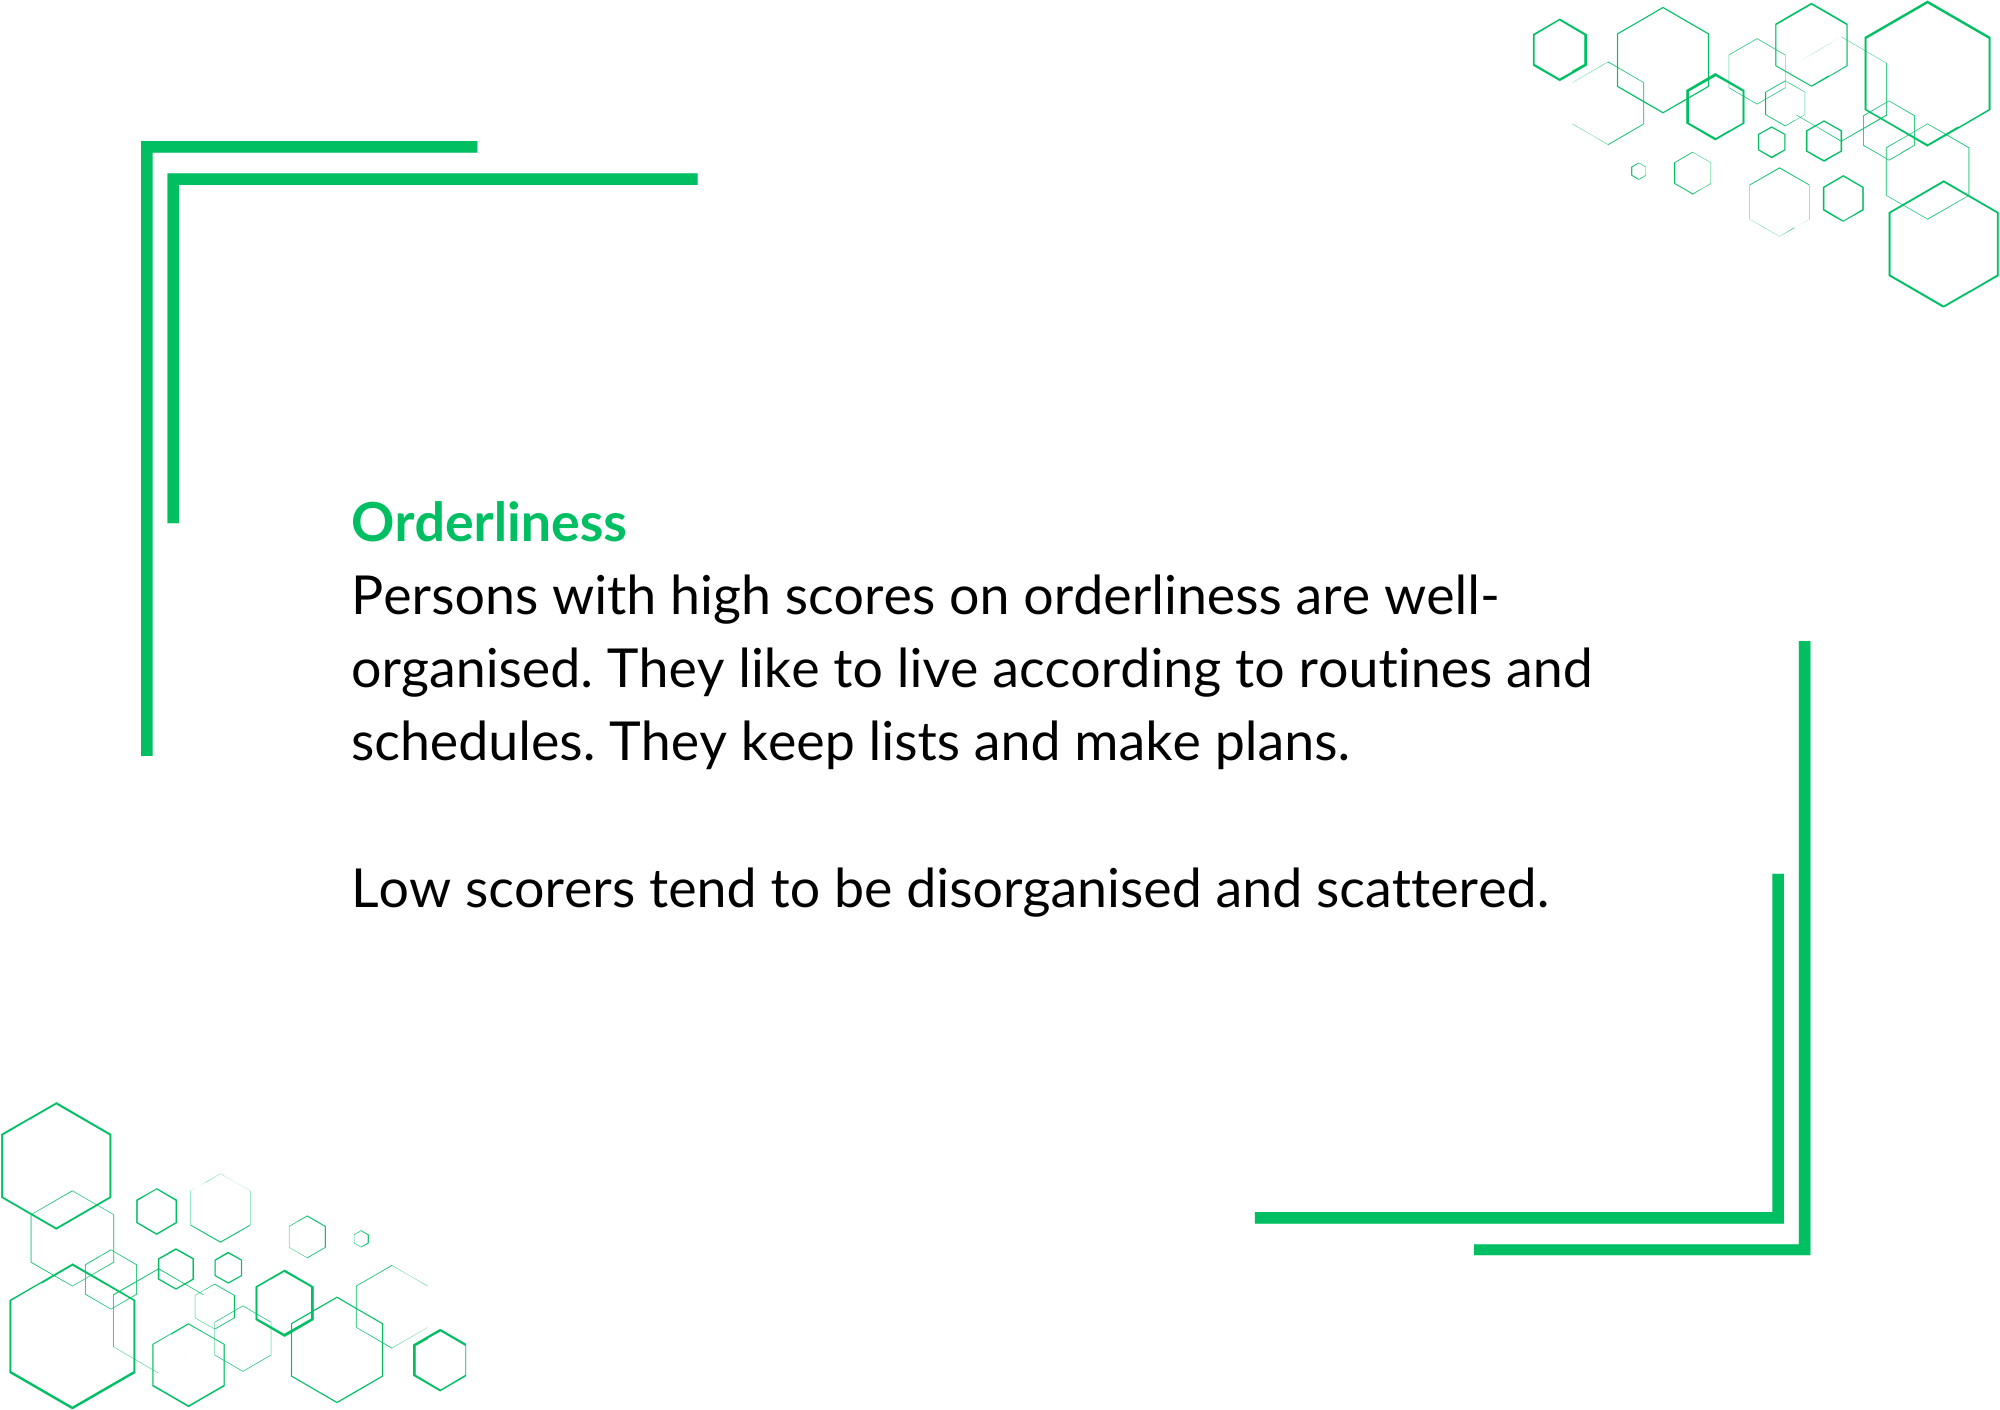 Orderliness
Persons with high scores on orderliness are well-
organised. They like to live according to routines and
schedules. They keep lists and make plans.
Low scorers tend to be disorganised and scattered.